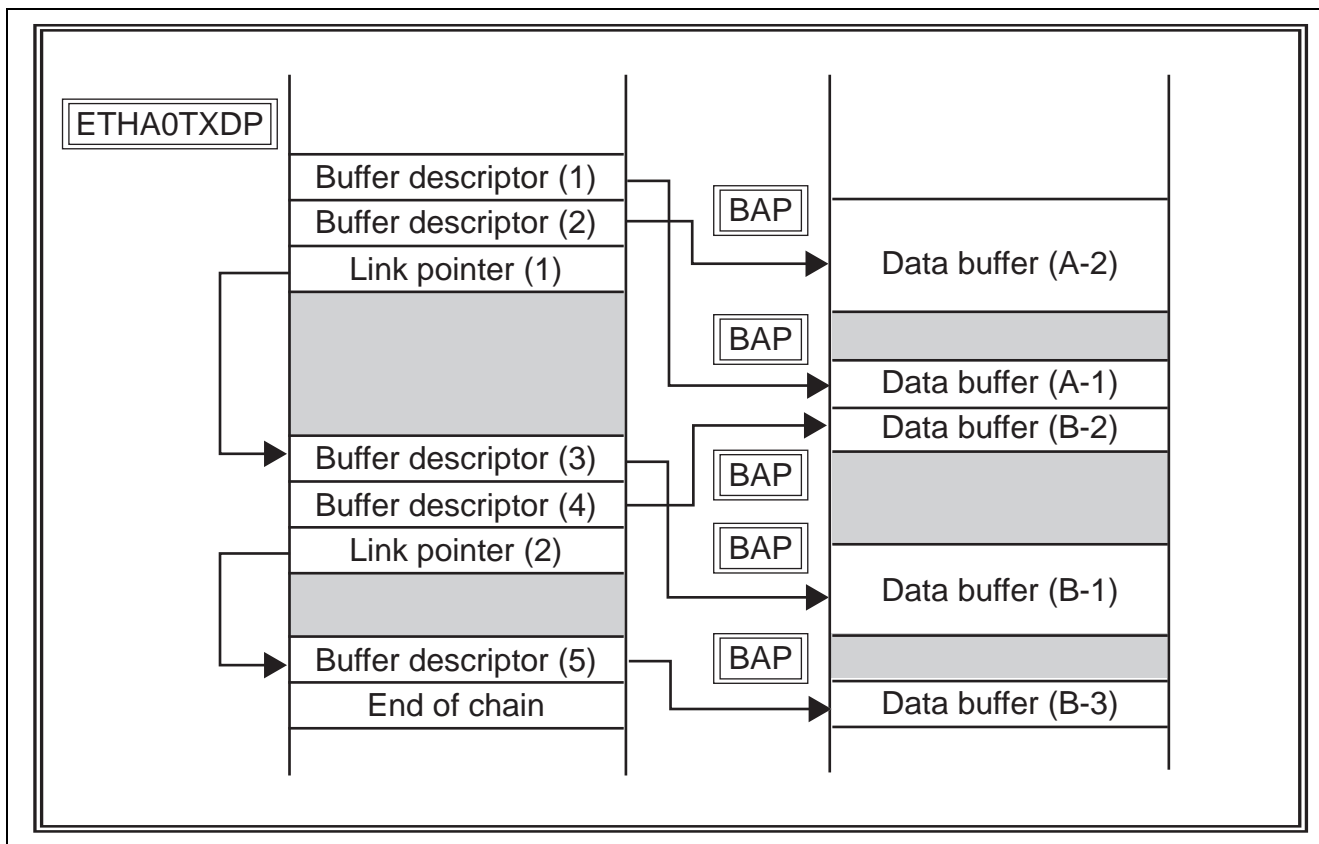 ETHA0TXDP
Buffer descriptor (1)
Buffer descriptor (2)
Link pointer (1)
Buffer descriptor (3)
Buffer descriptor (4)
Link pointer (2)
Buffer descriptor (5)
End of chain
BAP
BAP
BAP
BAP
BAP
Data buffer (A-2)
Data buffer (A-1)
Data buffer (B-2)
Data buffer (B-1)
Data buffer (B-3)